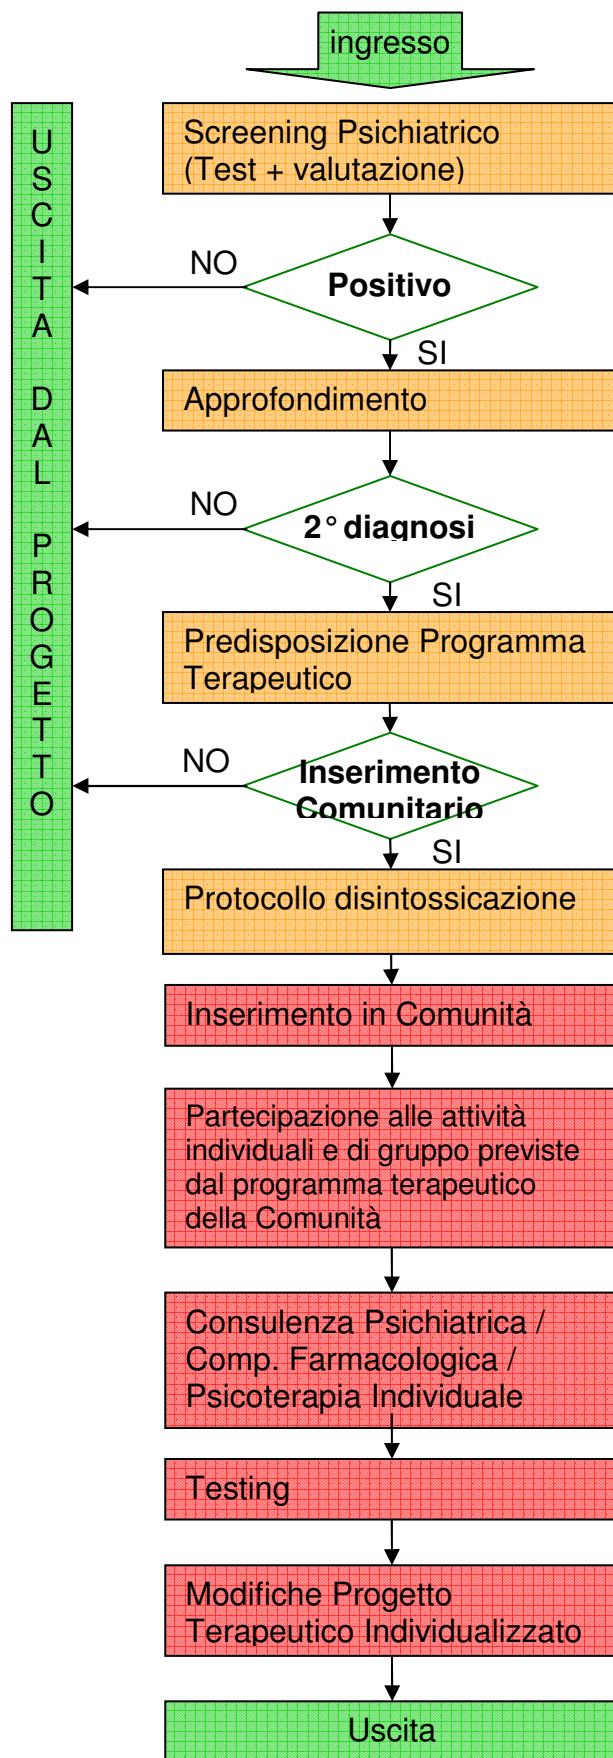 ingresso
USCITA DAL PROGETTO
Screening Psichiatrico
(Test + valutazione)
NO
Positivo
SI
Approfondimento
NO
2° diagnosi
SI
Predisposizione Programma
Terapeutico
NO
Inserimento
Comunitario
SI
Protocollo disintossicazione
Inserimento in Comunità
Partecipazione alle attività
individuali e di gruppo previste
dal programma terapeutico
della Comunità
Consulenza Psichiatrica /
Comp. Farmacologica /
Psicoterapia Individuale
Testing
Modifiche Progetto
Terapeutico Individualizzato
Uscita